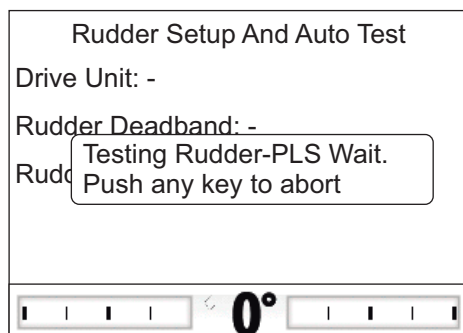 Rudder Setup And Auto Test
Drive Unit: -
Rudder Deadband: -
Testing Rudder-PLS Wait.
Push any key to abort
0°